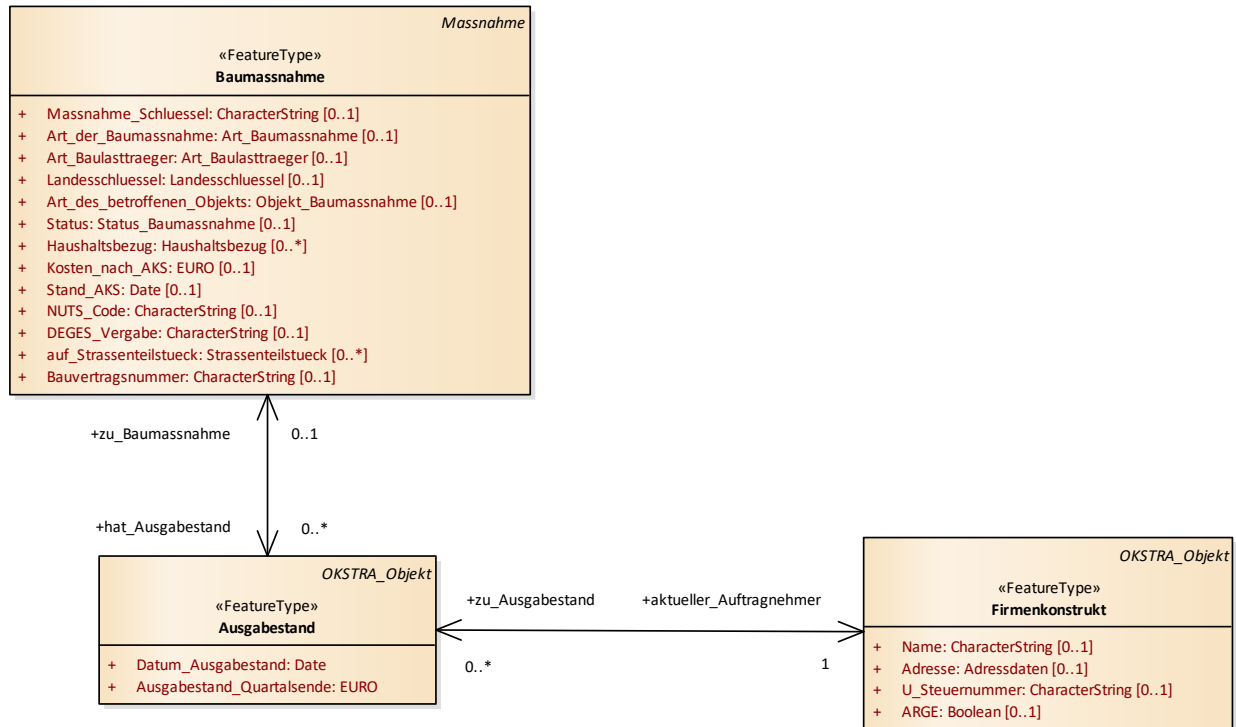 Massnahme
«FeatureType»
Baumassnahme
+ Massnahme_Schluessel: CharacterString [0..1]
+ Art_der_Baumassnahme: Art_Baumassnahme [0..1]
+ Art_Baulasttraeger: Art_Baulasttraeger [0..1]
+ Landesschluessel: Landesschluessel [0..1]
+ Art_des_betroffenen_Objekts: Objekt_Baumassnahme [0..1]
+ Status: Status_Baumassnahme [0..1]
+ Haushaltsbezug: Haushaltsbezug [0..*]
+ Kosten_nach_AKS: EURO [0..1]
+ Stand_AKS: Date [0..1]
+ NUTS_Code: CharacterString [0..1]
+ DEGES_Vergabe: CharacterString [0..1]
+ auf_Strassenteilstueck: Strassenteilstueck [0..*]
+ Bauvertragsnummer: CharacterString [0..1]
+zu_Baumassnahme 0..1
+hat_Ausgabestand 0..*
OKSTRA_Objekt
«FeatureType»
Ausgabestand
+ Datum_Ausgabestand: Date
+ Ausgabestand_Quartalsende: EURO
+zu_Ausgabestand +aktueller_Auftragnehmer
0..* 1
OKSTRA_Objekt
«FeatureType»
Firmenkonstrukt
+ Name: CharacterString [0..1]
+ Adresse: Adressdaten [0..1]
+ U_Steuernummer: CharacterString [0..1]
+ ARGE: Boolean [0..1]